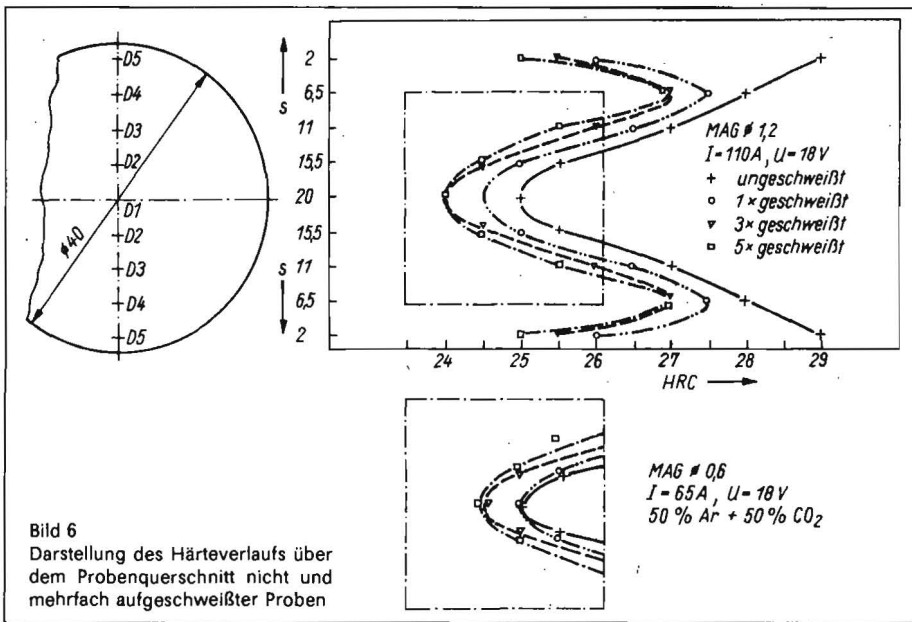 D5
D4
D3
D2
D1
D2
D3
D4
D5
ø40
s
s
2
6,5
11
15,5
20
15,5
11
6,5
2
24 25 26 27 28 29
HRC
MAG ø 1,2
I=110A, U=18V
+ ungeschweißt
1×geschweißt
3×geschweißt
5×geschweißt
MAG ø 0,6
I=65A, U=18V
50 % Ar + 50 % CO₂
Bild 6
Darstellung des Härteverlaufs über
dem Probenquerschnitt nicht und
mehrfach aufgeschweißter Proben